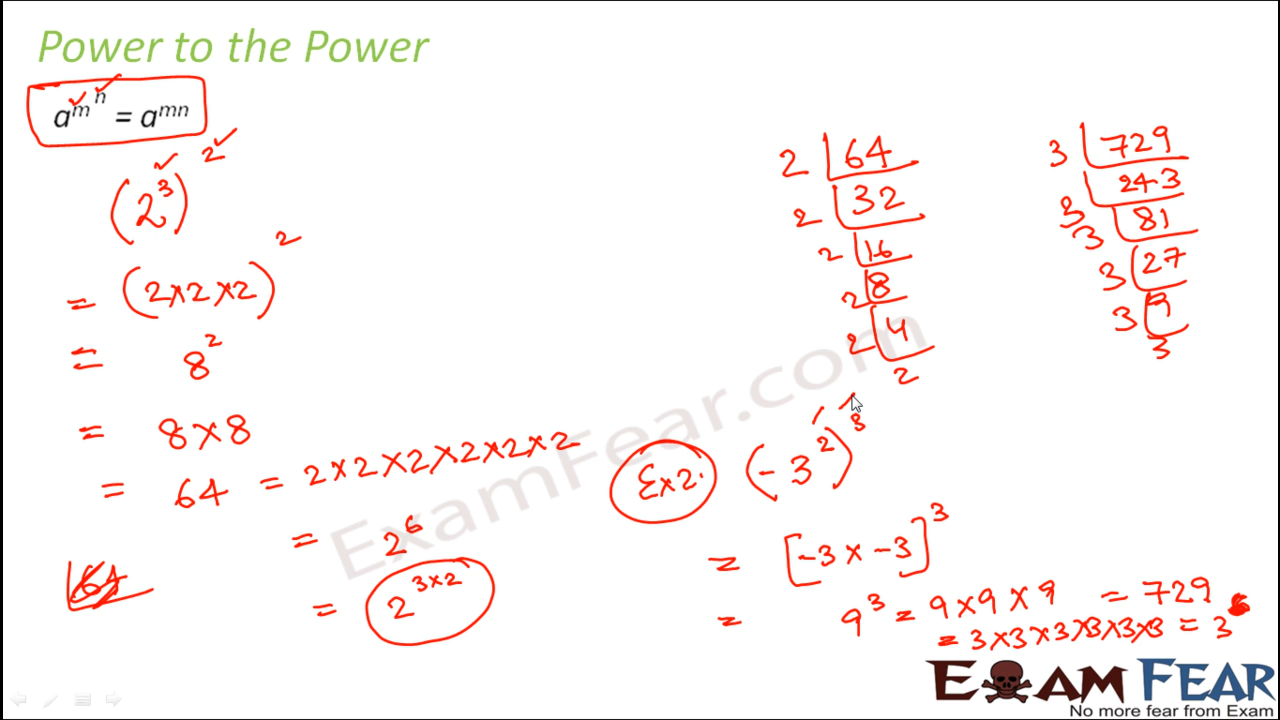 Power to the Power
a^m^n = a^mn
(2^3)^2
= (2×2×2)^2
= 8^2
= 8×8
= 64 = 2×2×2×2×2×2
= 2^6
= 2^3×2
64
2 64
2 32
2 16
2 8
2 4
2
3 729
3 243
3 81
3 27
3 9
3
Ex2. (-3^2)^3
= [-3 × -3]^3
= 9^3 = 9×9×9 = 729
= 3×3×3×3×3×3 = 3^6
ExamFear.com
EXAM FEAR
No more fear from Exam